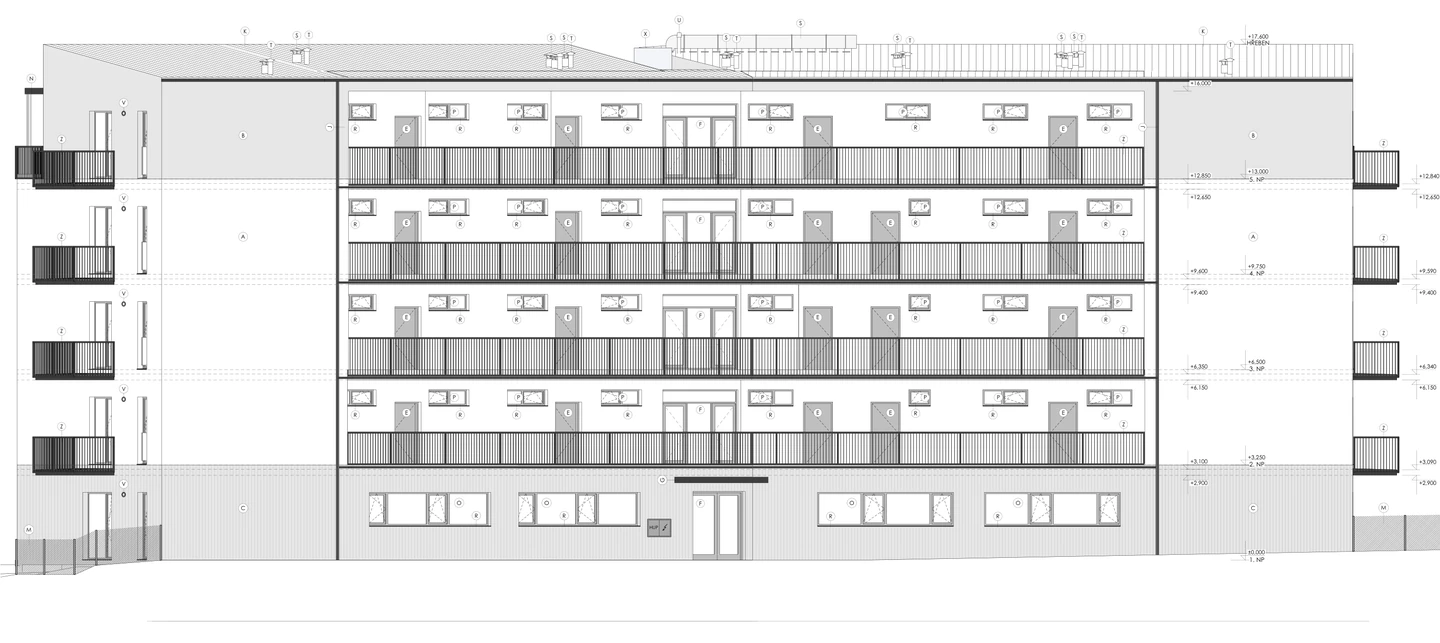 U
S
K
X
K
S
T
S
S
T
S
T
S
T
S
S
T
T
T
+17,600
HŘEBEN
N
+16,000
V
P
P
P
P
F
P
P
P
P
J
R
E
R
R
E
R
R
E
R
R
E
R
J
B
Z
Z
B
Z
+12,850
+13,000
5. NP
+12,840
+12,650
+12,650
V
P
P
P
P
F
P
P
P
P
R
E
R
R
E
R
R
E
E
R
R
E
R
Z
A
Z
Z
A
Z
+9,600
+9,750
4. NP
+9,590
+9,400
+9,400
V
P
P
P
P
F
P
P
P
P
R
E
R
R
E
R
R
E
E
R
R
E
R
Z
Z
Z
+6,350
+6,500
3. NP
+6,340
+6,150
+6,150
V
P
P
P
P
F
P
P
P
P
R
E
R
R
E
R
R
E
E
R
R
E
R
Z
Z
Z
+3,100
+3,250
2. NP
+3,090
+2,900
+2,900
V
G
C
O
R
O
R
F
O
R
O
R
C
M
HUP
M
±0,000
1. NP